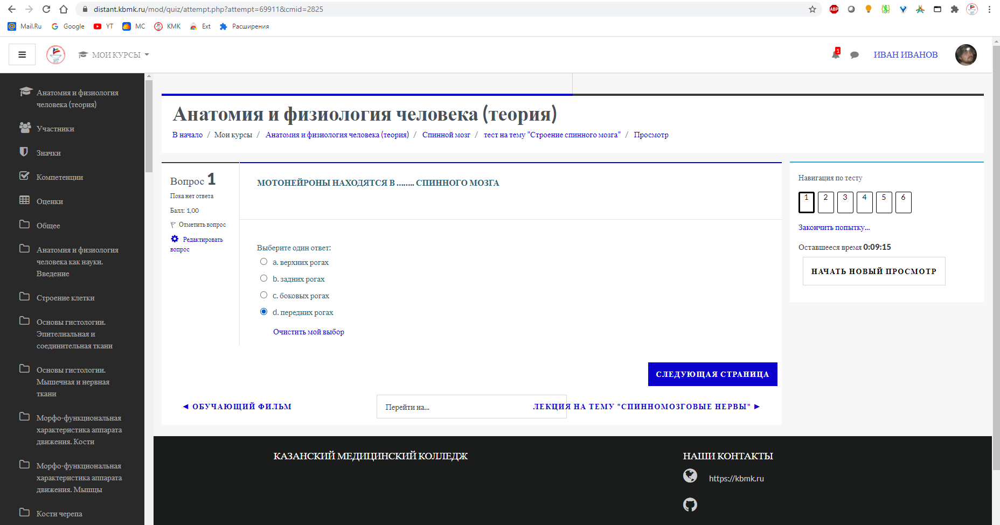 distant.kbmk.ru/mod/quiz/attempt.php?attempt=69911&cmid=2825
ABP
Mail.Ru
Google
YT
МС
КМК
Ext
Расширения
МОИ КУРСЫ
1
ИВАН ИВАНОВ
Анатомия и физиология
человека (теория)
Участники
Значки
Компетенции
Оценки
Общее
Анатомия и физиология
человека как науки.
Введение
Строение клетки
Основы гистологии.
Эпителиальная и
соединительная ткани
Основы гистологии.
Мышечная и нервная
ткани
Морфо-функциональная
характеристика аппарата
движения. Кости
Морфо-функциональная
характеристика аппарата
движения. Мышцы
Кости черепа
Анатомия и физиология человека (теория)
В начало / Мои курсы / Анатомия и физиология человека (теория) / Спинной мозг / тест на тему "Строение спинного мозга" / Просмотр
Вопрос 1
Пока нет ответа
Балл: 1,00
Отметить вопрос
Редактировать
вопрос
МОТОНЕЙРОНЫ НАХОДЯТСЯ В ........ СПИННОГО МОЗГА
Выберите один ответ:
a. верхних рогах
b. задних рогах
c. боковых рогах
d. передних рогах
Очистить мой выбор
СЛЕДУЮЩАЯ СТРАНИЦА
◄ ОБУЧАЮЩИЙ ФИЛЬМ
Перейти на...
ЛЕКЦИЯ НА ТЕМУ "СПИННОМОЗГОВЫЕ НЕРВЫ" ►
Навигация по тесту
1 2 3 4 5 6
Закончить попытку...
Оставшееся время 0:09:15
НАЧАТЬ НОВЫЙ ПРОСМОТР
КАЗАНСКИЙ МЕДИЦИНСКИЙ КОЛЛЕДЖ
НАШИ КОНТАКТЫ
https://kbmk.ru